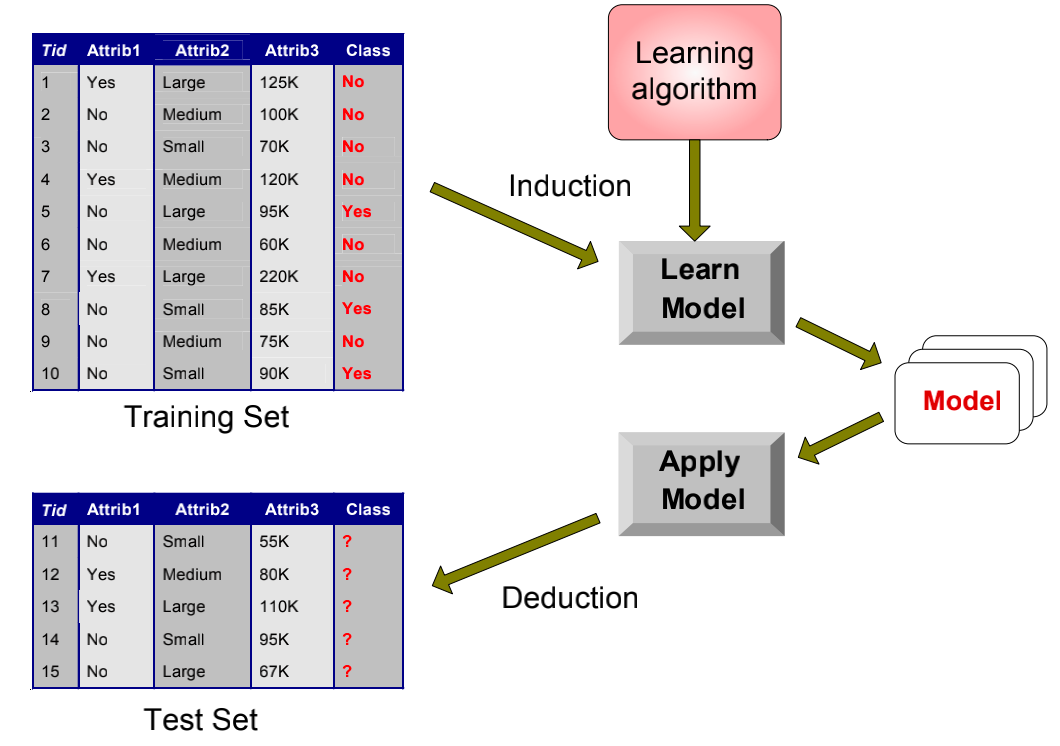 Tid Attrib1 Attrib2 Attrib3 Class
1 Yes Large 125K No
2 No Medium 100K No
3 No Small 70K No
4 Yes Medium 120K No
5 No Large 95K Yes
6 No Medium 60K No
7 Yes Large 220K No
8 No Small 85K Yes
9 No Medium 75K No
10 No Small 90K Yes
Training Set
Learning
algorithm
Induction
Learn
Model
Model
Apply
Model
Deduction
Tid Attrib1 Attrib2 Attrib3 Class
11 No Small 55K ?
12 Yes Medium 80K ?
13 Yes Large 110K ?
14 No Small 95K ?
15 No Large 67K ?
Test Set